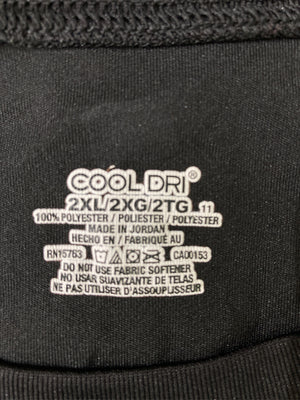 COOL DRI®
2XL/2XG/2TG 11
100% POLYESTER / POLIESTER / POLYESTER
MADE IN JORDAN
HECHO EN / FABRIQUÉ AU
RN15763 CA00153
DO NOT USE FABRIC SOFTENER
NO USAR SUAVIZANTE DE TELAS
NE PAS UTILISER D'ASSOUPLISSEUR